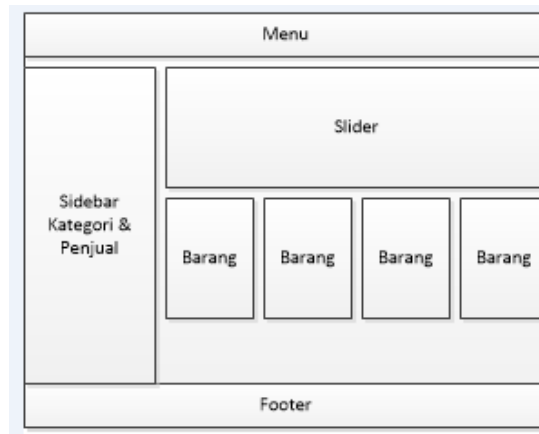 Menu
Slider
Sidebar
Kategori &
Penjual
Barang
Barang
Barang
Barang
Footer